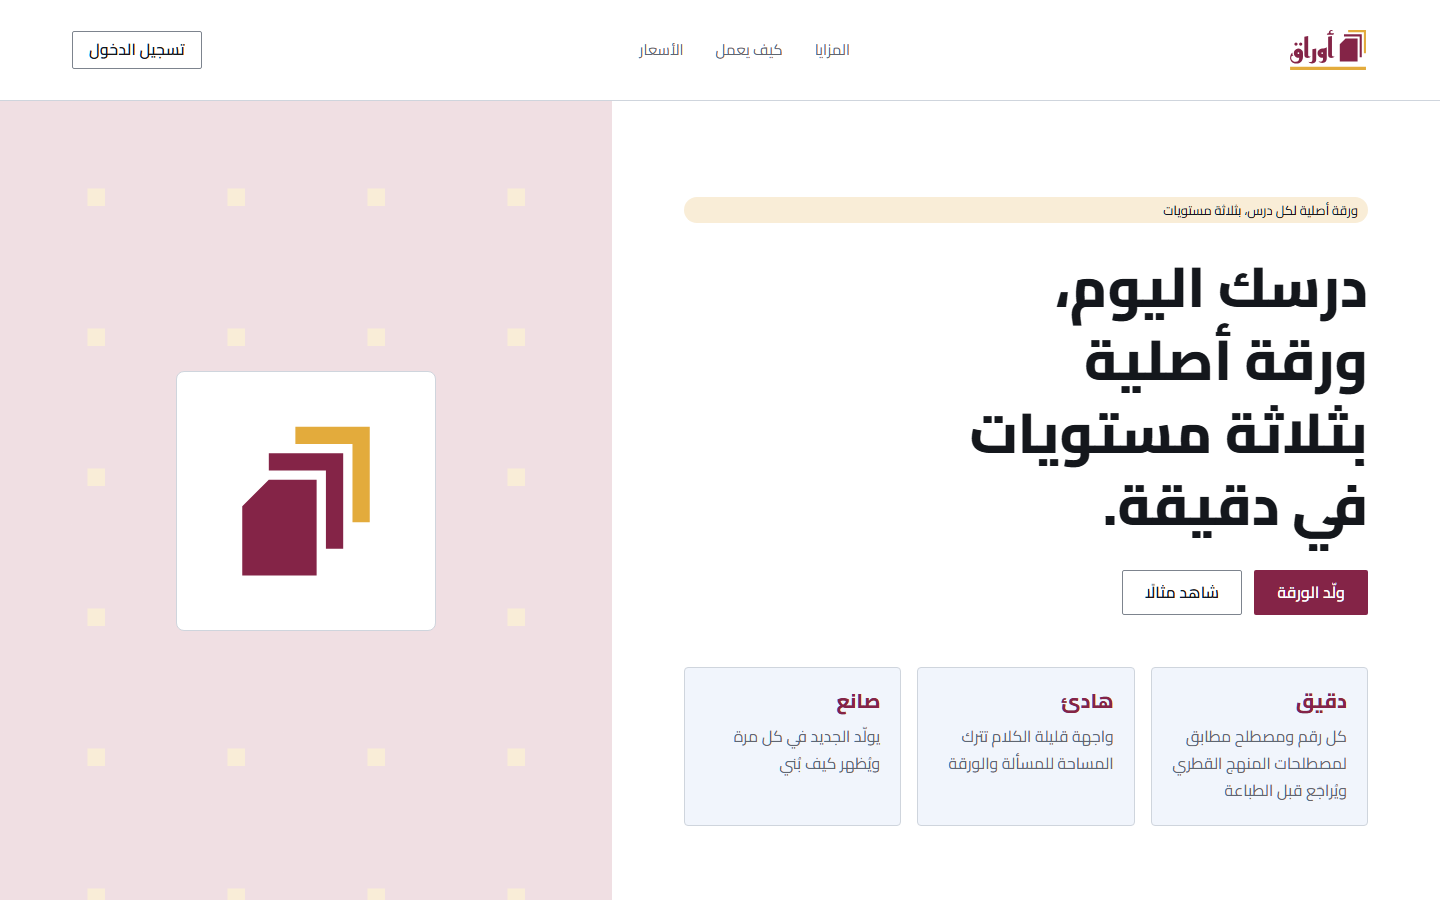 أوراق
المزايا
كيف يعمل
الأسعار
تسجيل الدخول
ورقة أصلية لكل درس، بثلاثة مستويات
درسك اليوم،
ورقة أصلية
بثلاثة مستويات
في دقيقة.
ولّد الورقة
شاهد مثالًا
دقيق
كل رقم ومصطلح مطابق
لمصطلحات المنهج القطري
ويُراجَع قبل الطباعة
هادئ
واجهة قليلة الكلام تترك
المساحة للمسألة والورقة
صانع
يولّد الجديد في كل مرة
ويُظهر كيف بُني